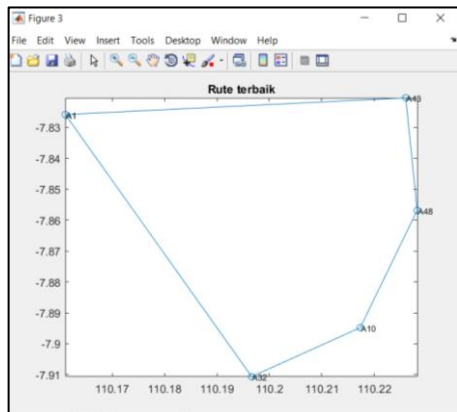 Figure 3
File Edit View Insert Tools Desktop Window Help
Rute terbaik
A43
-7.83
A1
-7.84
-7.85
A48
-7.86
-7.87
-7.88
-7.89
A10
-7.9
-7.91
A32
110.17 110.18 110.19 110.2 110.21 110.22